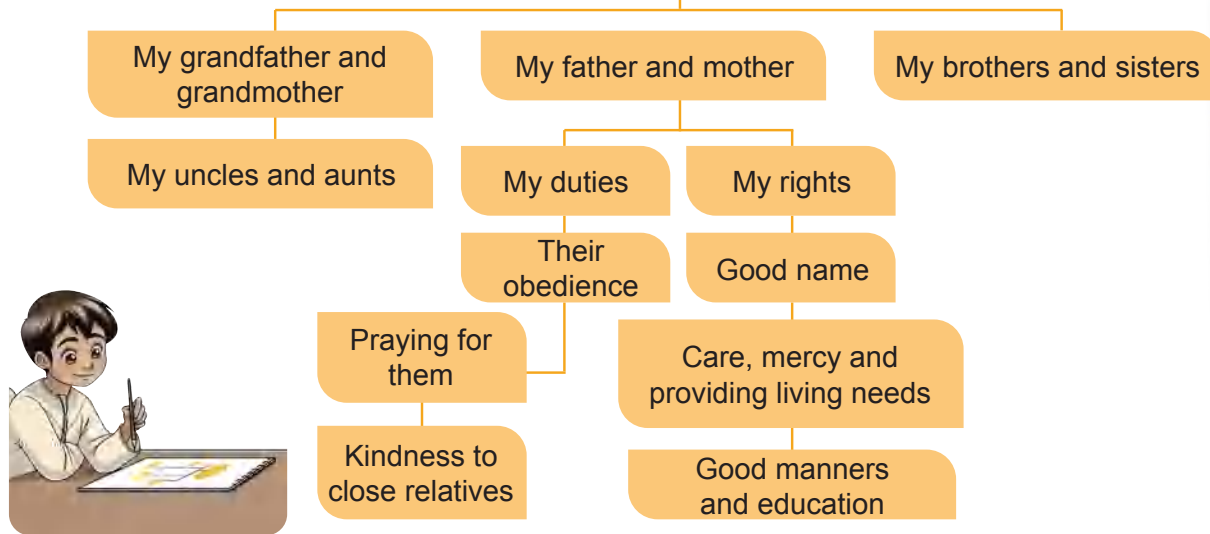 My grandfather and
grandmother
My father and mother
My brothers and sisters
My uncles and aunts
My duties
My rights
Their
obedience
Good name
Praying for
them
Care, mercy and
providing living needs
Kindness to
close relatives
Good manners
and education